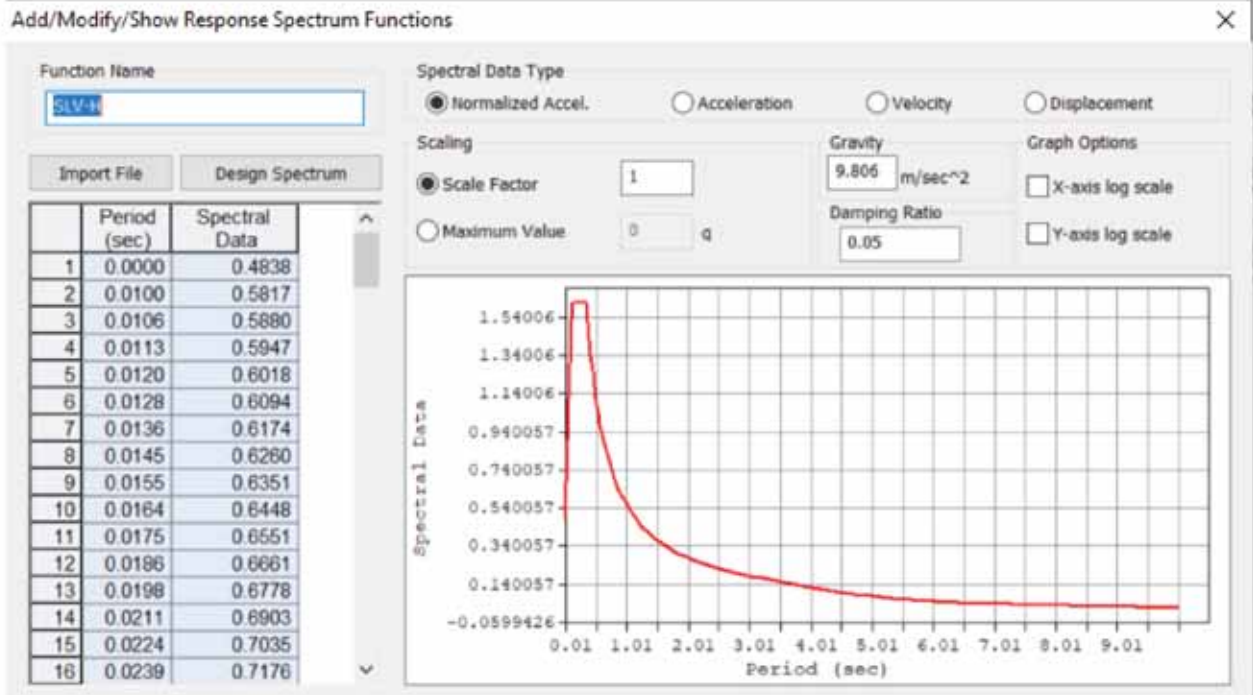 Add/Modify/Show Response Spectrum Functions
Function Name
SLV-H
Import File
Design Spectrum
Period (sec) Spectral Data
1 0.0000 0.4838
2 0.0100 0.5817
3 0.0106 0.5880
4 0.0113 0.5947
5 0.0120 0.6018
6 0.0128 0.6094
7 0.0136 0.6174
8 0.0145 0.6260
9 0.0155 0.6351
10 0.0164 0.6448
11 0.0175 0.6551
12 0.0186 0.6661
13 0.0198 0.6778
14 0.0211 0.6903
15 0.0224 0.7035
16 0.0239 0.7176
Spectral Data Type
Normalized Accel. Acceleration Velocity Displacement
Scaling
Scale Factor 1
Maximum Value 0 g
Gravity
9.806 m/sec^2
Damping Ratio
0.05
Graph Options
X-axis log scale
Y-axis log scale
Spectral Data
1.54006
1.34006
1.14006
0.940057
0.740057
0.540057
0.340057
0.140057
-0.0599426
0.01 1.01 2.01 3.01 4.01 5.01 6.01 7.01 8.01 9.01
Period (sec)